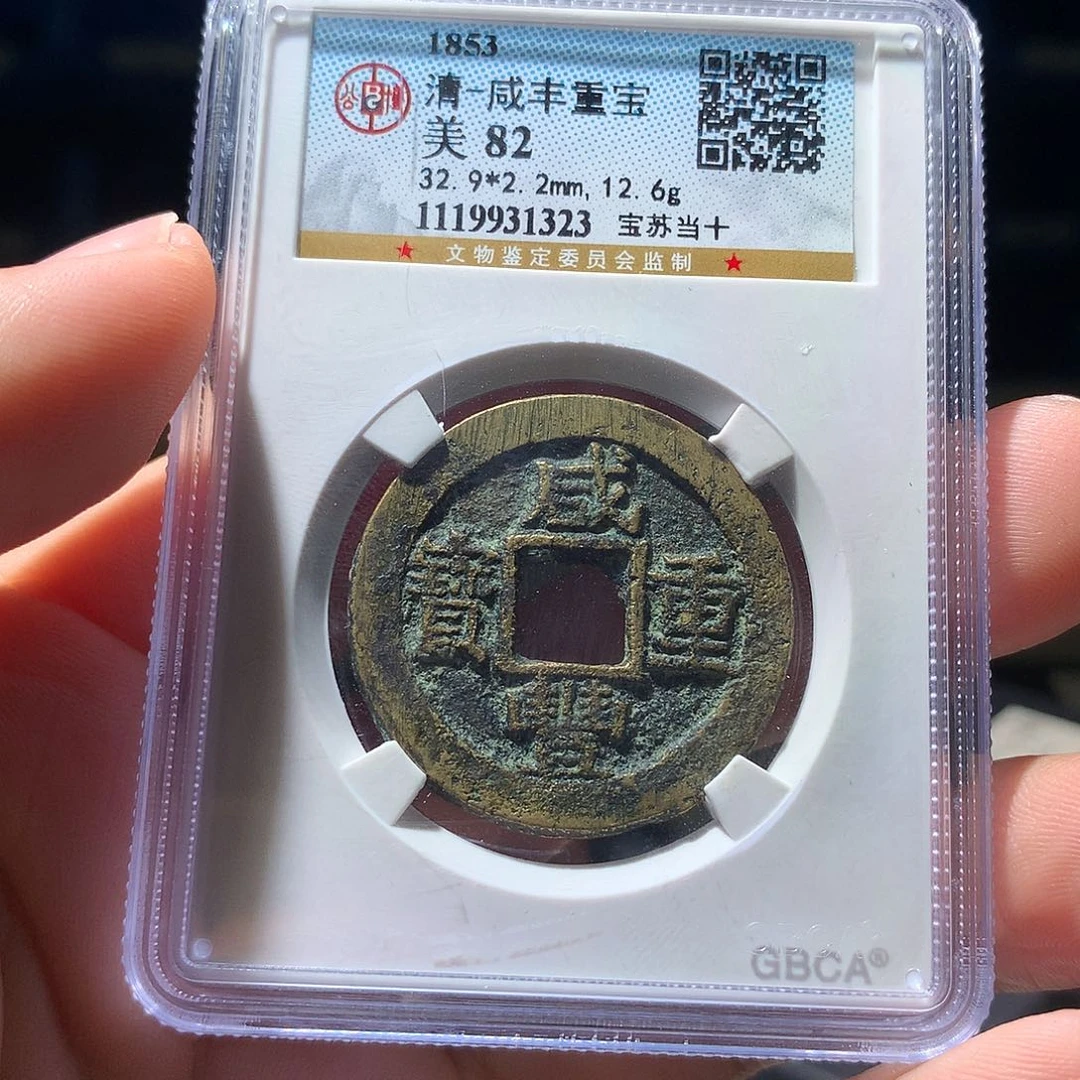 1853
清-咸丰重宝
美 82
32.9*2.2mm, 12.6g
1119931323 宝苏当十
★ 文物鉴定委员会监制 ★
咸
寶 重
豐
GBCA®